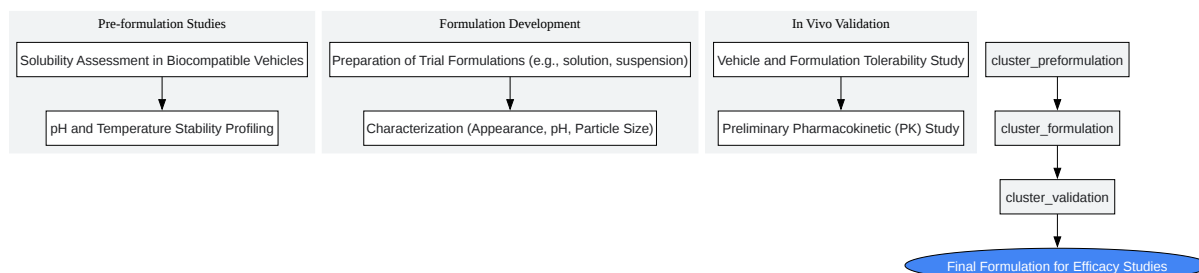 Pre-formulation Studies
Solubility Assessment in Biocompatible Vehicles
pH and Temperature Stability Profiling
Formulation Development
Preparation of Trial Formulations (e.g., solution, suspension)
Characterization (Appearance, pH, Particle Size)
In Vivo Validation
Vehicle and Formulation Tolerability Study
Preliminary Pharmacokinetic (PK) Study
cluster_preformulation
cluster_formulation
cluster_validation
Final Formulation for Efficacy Studies